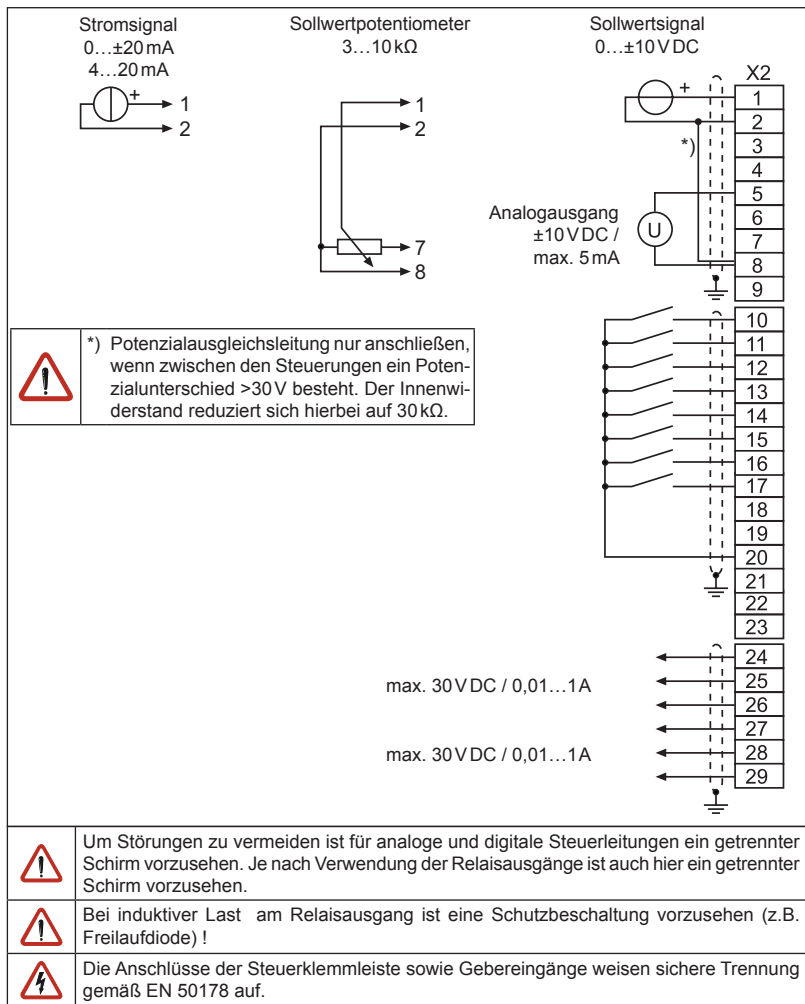 Stromsignal
0…±20 mA
4…20 mA
+
1
2
Sollwertpotentiometer
3…10 kΩ
1
2
7
8
Sollwertsignal
0…±10 V DC
+
*)
Analogausgang
±10 V DC /
max. 5 mA
U
X2
1
2
3
4
5
6
7
8
9
*) Potenzialausgleichsleitung nur anschließen,
wenn zwischen den Steuerungen ein Poten-
zialunterschied >30 V besteht. Der Innenwi-
derstand reduziert sich hierbei auf 30 kΩ.
10
11
12
13
14
15
16
17
18
19
20
21
22
23
max. 30 V DC / 0,01…1 A
max. 30 V DC / 0,01…1 A
24
25
26
27
28
29
Um Störungen zu vermeiden ist für analoge und digitale Steuerleitungen ein getrennter
Schirm vorzusehen. Je nach Verwendung der Relaisausgänge ist auch hier ein getrennter
Schirm vorzusehen.
Bei induktiver Last am Relaisausgang ist eine Schutzbeschaltung vorzusehen (z.B.
Freilaufdiode) !
Die Anschlüsse der Steuerklemmleiste sowie Gebereingänge weisen sichere Trennung
gemäß EN 50178 auf.